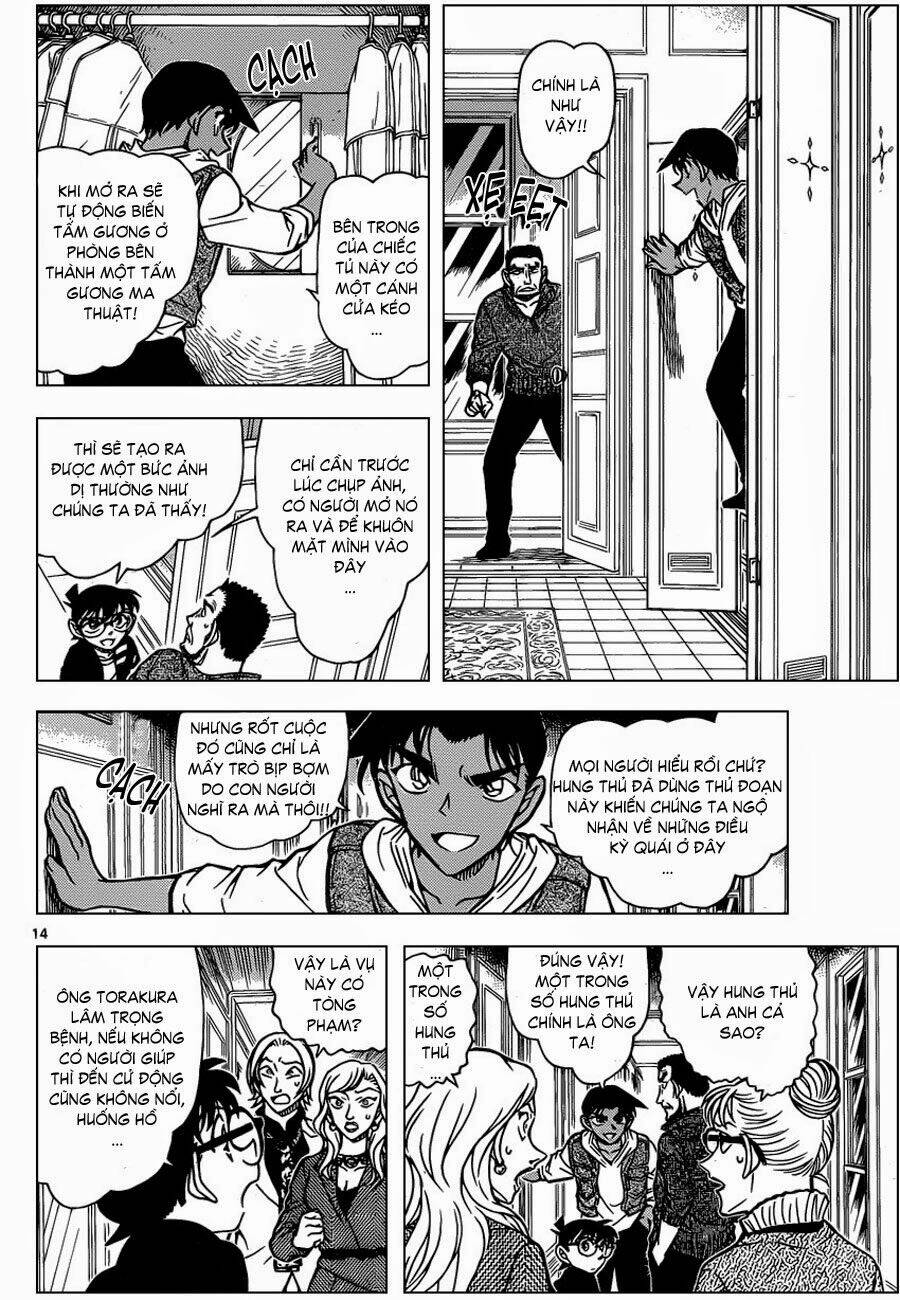 CHÍNH LÀ
NHƯ
VẬY!!
XẸ ẸẸT
CẠCH
BÊN TRONG
CỦA CHIẾC
TỦ NÀY CÓ
MỘT CÁNH
CỬA KÉO
...
KHI MỞ RA SẼ
TỰ ĐỘNG BIẾN
TẤM GƯƠNG Ở
PHÒNG BÊN
THÀNH MỘT TẤM
GƯƠNG MA
THUẬT!
CHỈ CẦN TRƯỚC
LÚC CHỤP ẢNH,
CÓ NGƯỜI MỞ NÓ
RA VÀ ĐỂ KHUÔN
MẶT MÌNH VÀO
ĐÂY
...
THÌ SẼ TẠO RA
ĐƯỢC MỘT BỨC ẢNH
DỊ THƯỜNG NHƯ
CHÚNG TA ĐÃ THẤY!
MỌI NGƯỜI HIỂU RỒI CHỨ?
HUNG THỦ ĐÃ DÙNG THỦ ĐOẠN
NÀY KHIẾN CHÚNG TA NGỘ
NHẬN VỀ NHỮNG ĐIỀU
KỲ QUÁI Ở ĐÂY
...
NHƯNG RỐT CUỘC
ĐÓ CŨNG CHỈ LÀ
MẤY TRÒ BỊP BỢM
DO CON NGƯỜI
NGHĨ RA MÀ THÔI!!!
CẠCH
14
VẬY HUNG THỦ
LÀ ANH CẢ
SAO?
ĐÚNG VẬY!
MỘT TRONG
SỐ HUNG THỦ
CHÍNH LÀ ÔNG
TA!
MỘT
TRONG
SỐ
HUNG
THỦ
...
VẬY LÀ VỤ
NÀY CÓ
TÒNG
PHẠM?
ÔNG TORAKURA
LÂM TRỌNG
BỆNH, NẾU KHÔNG
CÓ NGƯỜI GIÚP
THÌ ĐẾN CỬ ĐỘNG
CŨNG KHÔNG NỔI,
HUỐNG HỒ
...